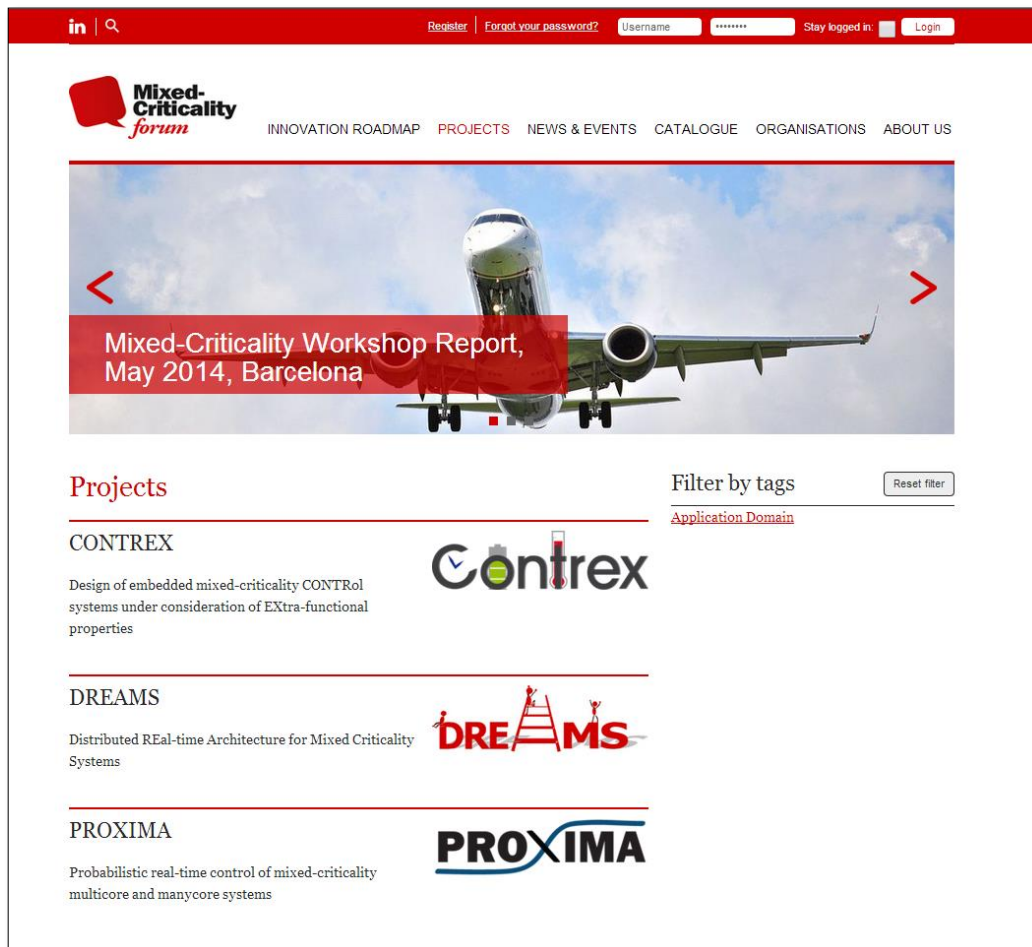 in
Register Forgot your password? Username ******** Stay logged in: Login
Mixed-
Criticality
forum
INNOVATION ROADMAP PROJECTS NEWS & EVENTS CATALOGUE ORGANISATIONS ABOUT US
Mixed-Criticality Workshop Report,
May 2014, Barcelona
Projects
Filter by tags
Reset filter
Application Domain
CONTREX
Contrex
Design of embedded mixed-criticality CONTRol
systems under consideration of EXtra-functional
properties
DREAMS
DREAMS
Distributed REal-time Architecture for Mixed Criticality
Systems
PROXIMA
PROXIMA
Probabilistic real-time control of mixed-criticality
multicore and manycore systems